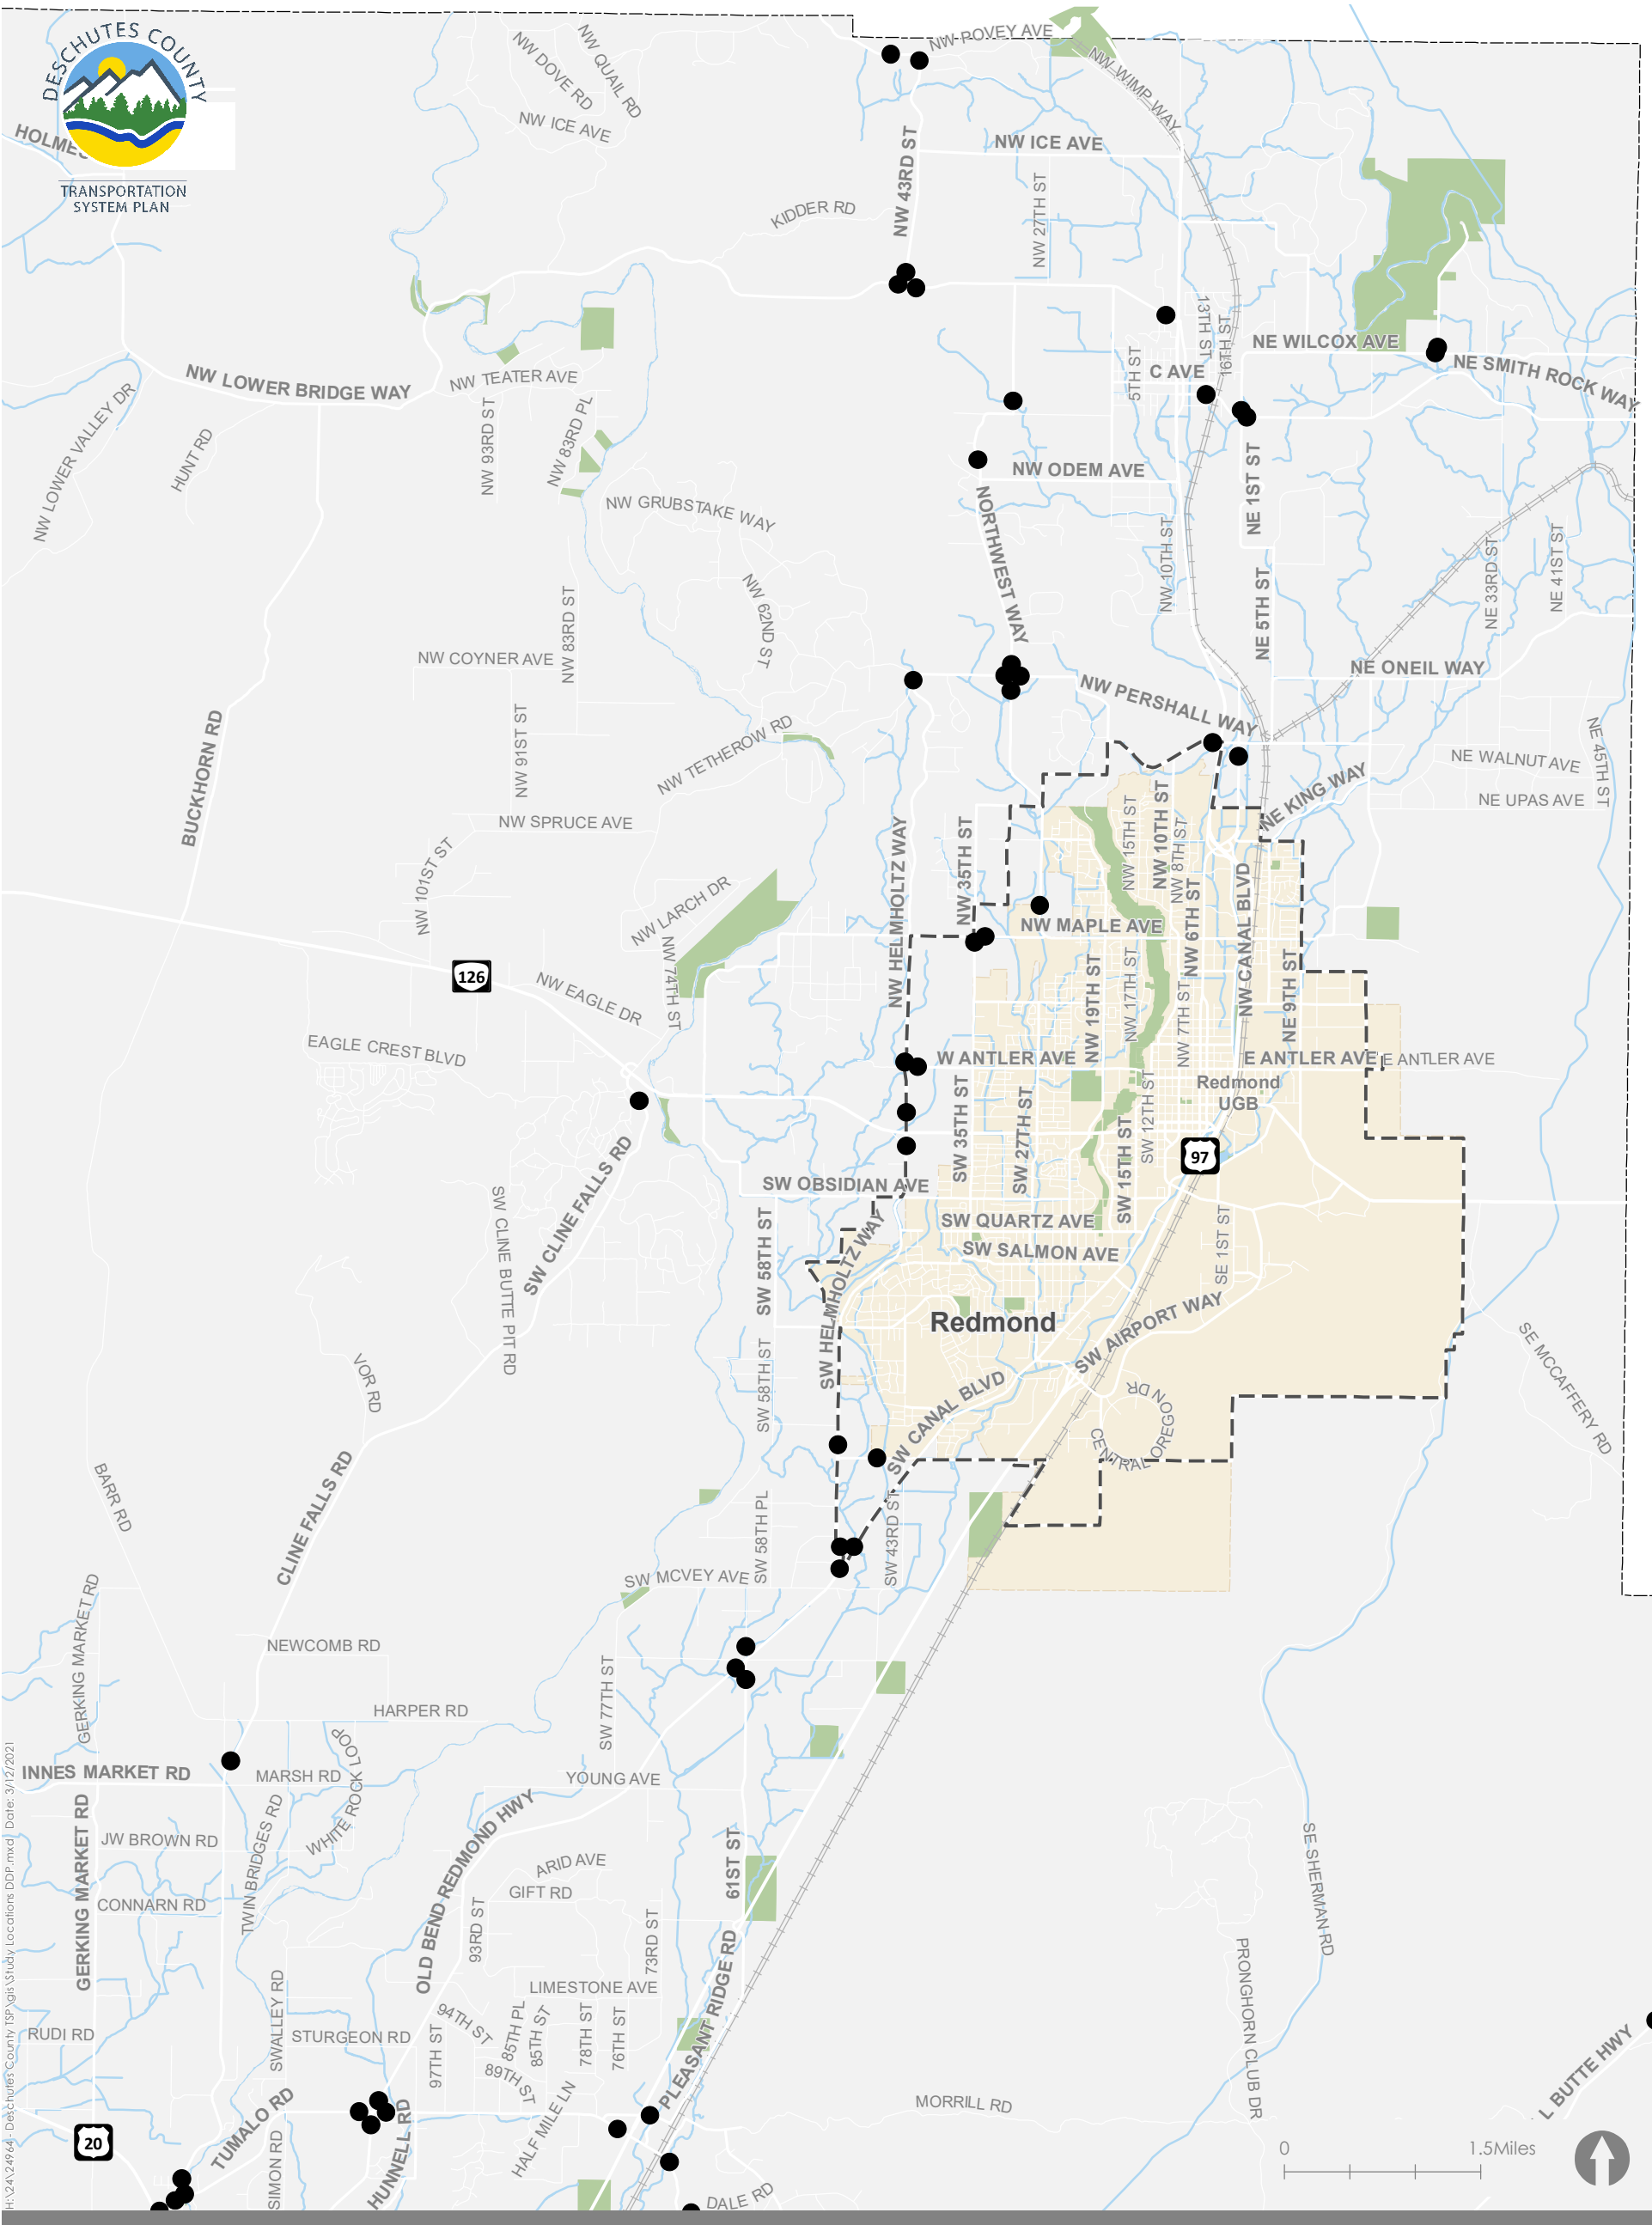 DESCHUTES COUNTY
TRANSPORTATION
SYSTEM PLAN
HOLMES
NW DOVE RD
NW QUAIL RD
NW ICE AVE
NW POVEY AVE
NW WIMP WAY
NW ICE AVE
NW 43RD ST
NW 27TH ST
KIDDER RD
NW LOWER BRIDGE WAY
NW TEATER AVE
NW LOWER VALLEY DR
HUNT RD
NW 93RD ST
NW 83RD PL
NW GRUBSTAKE WAY
13TH ST
16TH ST
5TH ST
C AVE
NE WILCOX AVE
NE SMITH ROCK WAY
NW ODEM AVE
NORTHWEST WAY
NE 1ST ST
NW 10TH ST
NE 5TH ST
NE 33RD ST
NE 41ST ST
NW 62ND ST
NW 83RD ST
NW COYNER AVE
NE ONEIL WAY
NW PERSHALL WAY
NW 91ST ST
BUCKHORN RD
NW TETHEROW RD
NE 45TH ST
NE WALNUT AVE
NE UPAS AVE
NE KING WAY
NW SPRUCE AVE
NW 101ST ST
NW HELMHOLTZ WAY
NW 35TH ST
NW 15TH ST
NW 10TH ST
NW 8TH ST
NW 6TH ST
NW CANAL BLVD
NW LARCH DR
NW MAPLE AVE
NW 74TH ST
126
NW EAGLE DR
NW 19TH ST
NW 17TH ST
NW 7TH ST
NE 9TH ST
EAGLE CREST BLVD
W ANTLER AVE
E ANTLER AVE
E ANTLER AVE
Redmond
UGB
SW 35TH ST
SW 27TH ST
SW 15TH ST
SW 12TH ST
97
SW CLINE FALLS RD
SW OBSIDIAN AVE
SW CLINE BUTTE PIT RD
SW 58TH ST
SW QUARTZ AVE
SW SALMON AVE
SE 1ST ST
SW HELMHOLTZ WAY
Redmond
SW AIRPORT WAY
SE MCCAFFERY RD
VOR RD
SW 58TH ST
SW CANAL BLVD
CENTRAL OREGON DR
BARR RD
CLINE FALLS RD
SW 58TH PL
SW 43RD ST
SW MCVEY AVE
GERKING MARKET RD
NEWCOMB RD
SW 77TH ST
HARPER RD
WHITE ROCK LOOP
INNES MARKET RD
MARSH RD
YOUNG AVE
GERKING MARKET RD
JW BROWN RD
TWIN BRIDGES RD
OLD BEND REDMOND HWY
ARID AVE
GIFT RD
61ST ST
CONNARN RD
93RD ST
73RD ST
SE SHERMAN RD
PRONGHORN CLUB DR
LIMESTONE AVE
PLEASANT RIDGE RD
RUDI RD
SWALLEY RD
STURGEON RD
94TH ST
85TH PL
85TH ST
78TH ST
76TH ST
97TH ST
89TH ST
HALF MILE LN
MORRILL RD
L BUTTE HWY
20
TUMALO RD
SIMON RD
HUNNELL RD
DALE RD
0
1.5Miles
H:\24\24964 - Deschutes County TSP\gis\Study Locations DDP.mxd Date: 3/12/2021